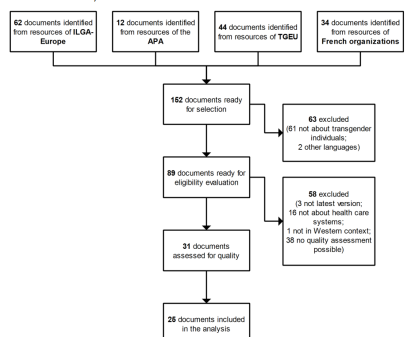 62 documents identified
from resources of ILGA-
Europe
12 documents identified
from resources of the
APA
44 documents identified
from resources of TGEU
34 documents identified
from resources of
French organizations
152 documents ready
for selection
63 excluded
(61 not about transgender
individuals;
2 other languages)
89 documents ready for
eligibility evaluation
58 excluded
(3 not latest version;
16 not about health care
systems;
1 not in Western context;
38 no quality assessment
possible)
31 documents
assessed for quality
25 documents included
in the analysis